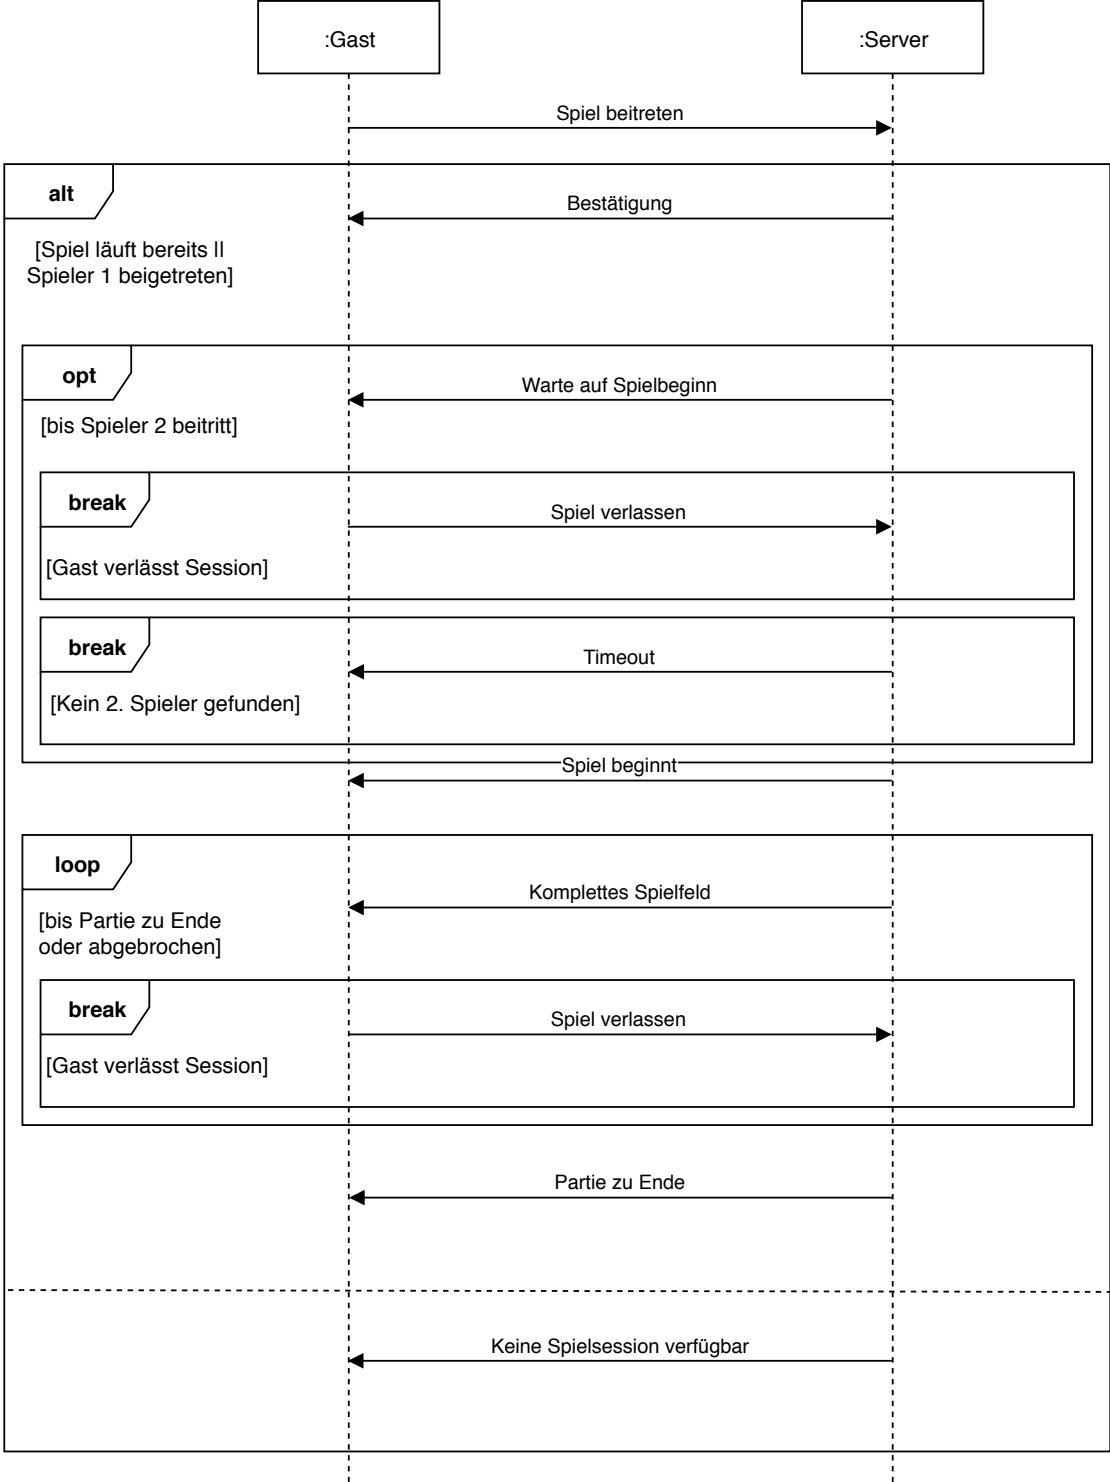 :Gast
:Server
Spiel beitreten
alt
Bestätigung
[Spiel läuft bereits ||
Spieler 1 beigetreten]
opt
Warte auf Spielbeginn
[bis Spieler 2 beitritt]
break
Spiel verlassen
[Gast verlässt Session]
break
Timeout
[Kein 2. Spieler gefunden]
Spiel beginnt
loop
Komplettes Spielfeld
[bis Partie zu Ende
oder abgebrochen]
break
Spiel verlassen
[Gast verlässt Session]
Partie zu Ende
Keine Spielsession verfügbar